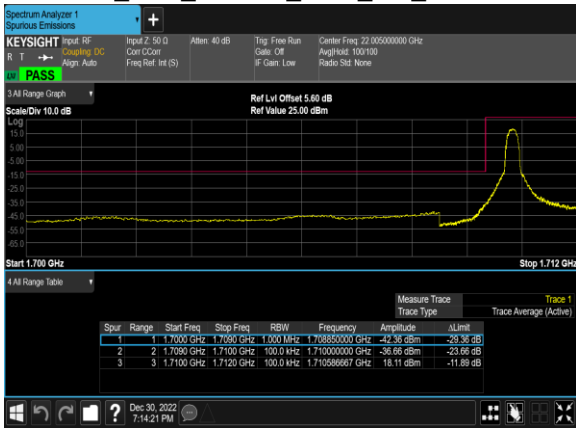 Spectrum Analyzer 1
Spurious Emissions
+
KEYSIGHT Input: RF Input Z: 50 Ω Atten: 40 dB Trig: Free Run Center Freq: 22.005000000 GHz
R T Coupling: DC Corr CCorr Gate: Off Avg|Hold: 100/100
Align: Auto Freq Ref: Int (S) IF Gain: Low Radio Std: None
PASS
3 All Range Graph
Ref Lvl Offset 5.60 dB
Scale/Div 10.0 dB Ref Value 25.00 dBm
Log
15.0
5.00
-5.00
-15.0
-25.0
-35.0
-45.0
-55.0
-65.0
Start 1.700 GHz Stop 1.712 GHz
4 All Range Table
Measure Trace Trace 1
Trace Type Trace Average (Active)
Spur Range Start Freq Stop Freq RBW Frequency Amplitude ΔLimit
1 1 1.7000 GHz 1.7090 GHz 1.000 MHz 1.708850000 GHz -42.36 dBm -29.36 dB
2 2 1.7090 GHz 1.7100 GHz 100.0 kHz 1.710000000 GHz -36.66 dBm -23.66 dB
3 3 1.7100 GHz 1.7120 GHz 100.0 kHz 1.710586667 GHz 18.11 dBm -11.89 dB
? Dec 30, 2022
7:14:21 PM